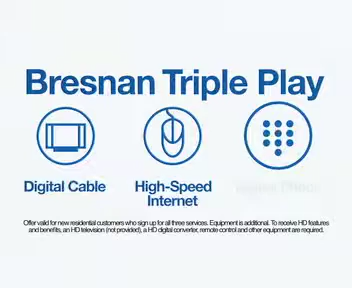 Bresnan Triple Play
Digital Cable
High-Speed
Internet
Offer valid for new residential customers who sign up for all three services. Equipment is additional. To receive HD features
and benefits, an HD television (not provided), a HD digital converter, remote control and other equipment are required.